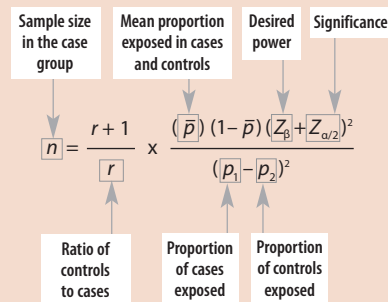 Sample size
in the case
group
Mean proportion
exposed in cases
and controls
Desired
power
Significance
n = r + 1 / r x (p̄) (1– p̄) (Zβ + Zα/2)² / (p₁ – p₂)²
Ratio of
controls
to cases
Proportion
of cases
exposed
Proportion
of controls
exposed